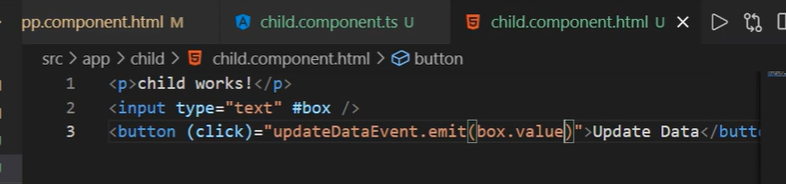 pp.component.html M child.component.ts U child.component.html U
src > app > child > child.component.html > button
1 <p>child works!</p>
2 <input type="text" #box />
3 <button (click)="updateDataEvent.emit(box.value)">Update Data</butto